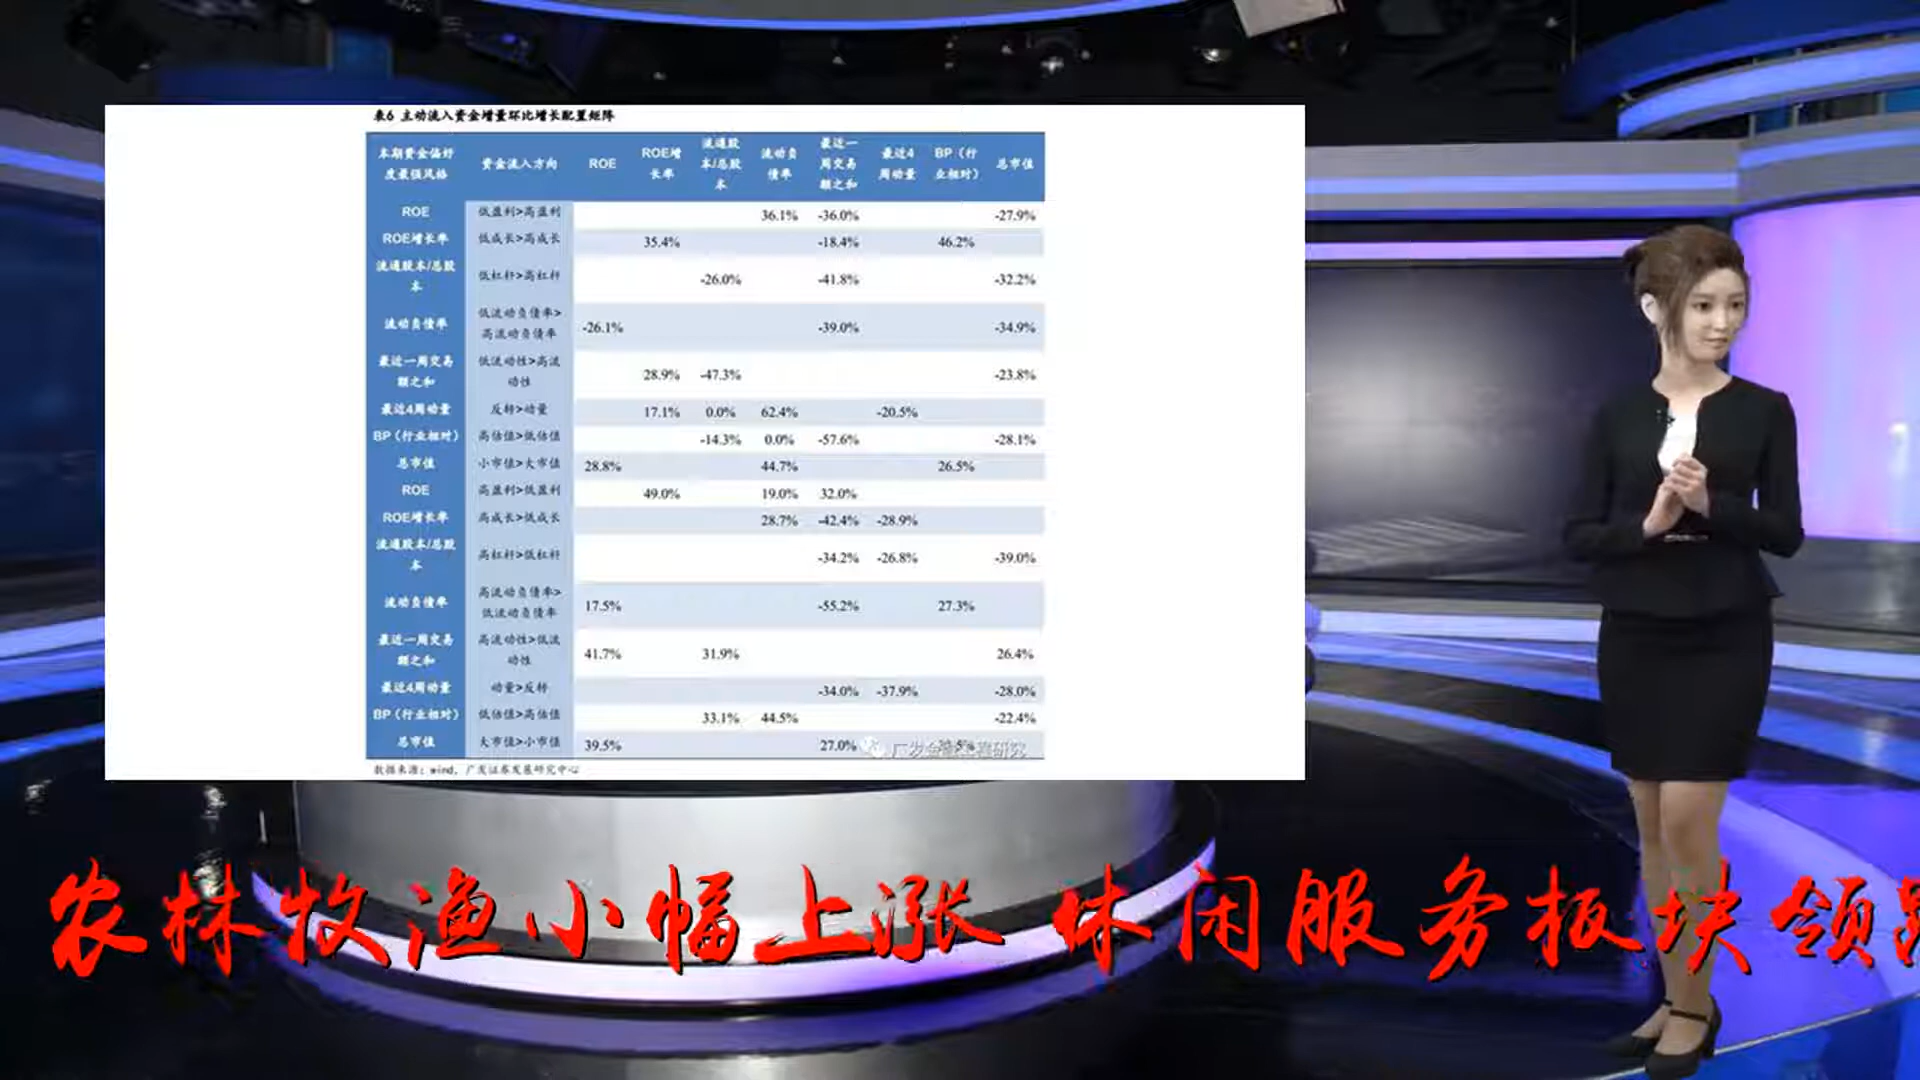 表6 主动流入资金增量环比增长配置矩阵
本期资金偏好度最强风格 资金流入方向 ROE ROE增长率 流通股本/总股本 流动负债率 最近一周交易额之和 最近4周动量 BP（行业相对） 总市值
ROE 低盈利>高盈利 36.1% -36.0% -27.9%
ROE增长率 低成长>高成长 35.4% -18.4% 46.2%
流通股本/总股本 低杠杆>高杠杆 -26.0% -41.8% -32.2%
流动负债率 低流动负债率>高流动负债率 -26.1% -39.0% -34.9%
最近一周交易额之和 低流动性>高流动性 28.9% -47.3% -23.8%
最近4周动量 反转>动量 17.1% 0.0% 62.4% -20.5%
BP（行业相对） 高估值>低估值 -14.3% 0.0% -57.6% -28.1%
总市值 小市值>大市值 28.8% 44.7% 26.5%
ROE 高盈利>低盈利 49.0% 19.0% 32.0%
ROE增长率 高成长>低成长 28.7% -42.4% -28.9%
流通股本/总股本 高杠杆>低杠杆 -34.2% -26.8% -39.0%
流动负债率 高流动负债率>低流动负债率 17.5% -55.2% 27.3%
最近一周交易额之和 高流动性>低流动性 41.7% 31.9% 26.4%
最近4周动量 动量>反转 -34.0% -37.9% -28.0%
BP（行业相对） 低估值>高估值 33.1% 44.5% -22.4%
总市值 大市值>小市值 39.5% 27.0%
广发金融工程研究
数据来源：wind，广发证券发展研究中心
农林牧渔小幅上涨 休闲服务板块领